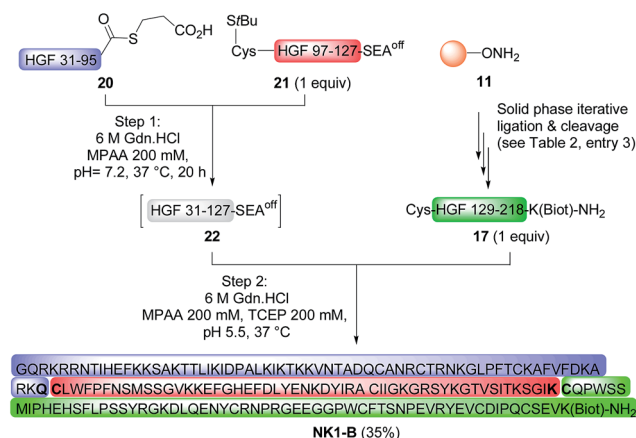 StBu
O
S
CO₂H
HGF 31-95
Cys
HGF 97-127
-SEAoff
ONH₂
20
21 (1 equiv)
11
Step 1:
6 M Gdn.HCl
MPAA 200 mM,
pH= 7.2, 37 °C, 20 h
Solid phase iterative
ligation & cleavage
(see Table 2, entry 3)
HGF 31-127
-SEAoff
Cys-
HGF 129-218
-K(Biot)-NH₂
22
17 (1 equiv)
Step 2:
6 M Gdn.HCl
MPAA 200 mM, TCEP 200 mM,
pH 5.5, 37 °C
GQRKRRNTIHEFKKSAKTTLIKIDPALKIKTKKVNTADQCANRCTRNKGLPFTCKAFVFDKA
RKQ CLWFPFNSMSSGVKKEFGHEFDLYENKDYIRA CIIGKGRSYKGTVSITKSGIK CQPWSS
MIPHEHSFLPSSYRGKDLQENYCRNPRGEEGGPWCFTSNPEVRYEVCDIPQCSEVK(Biot)-NH₂
NK1-B (35%)